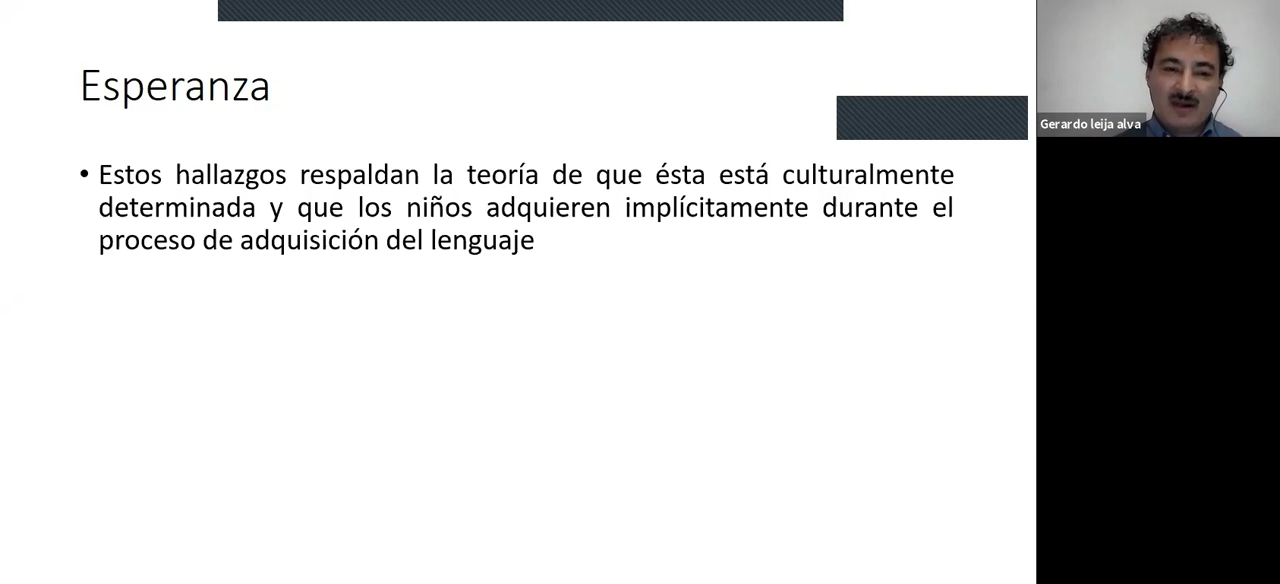 Esperanza
• Estos hallazgos respaldan la teoría de que ésta está culturalmente
determinada y que los niños adquieren implícitamente durante el
proceso de adquisición del lenguaje
Gerardo leija alva